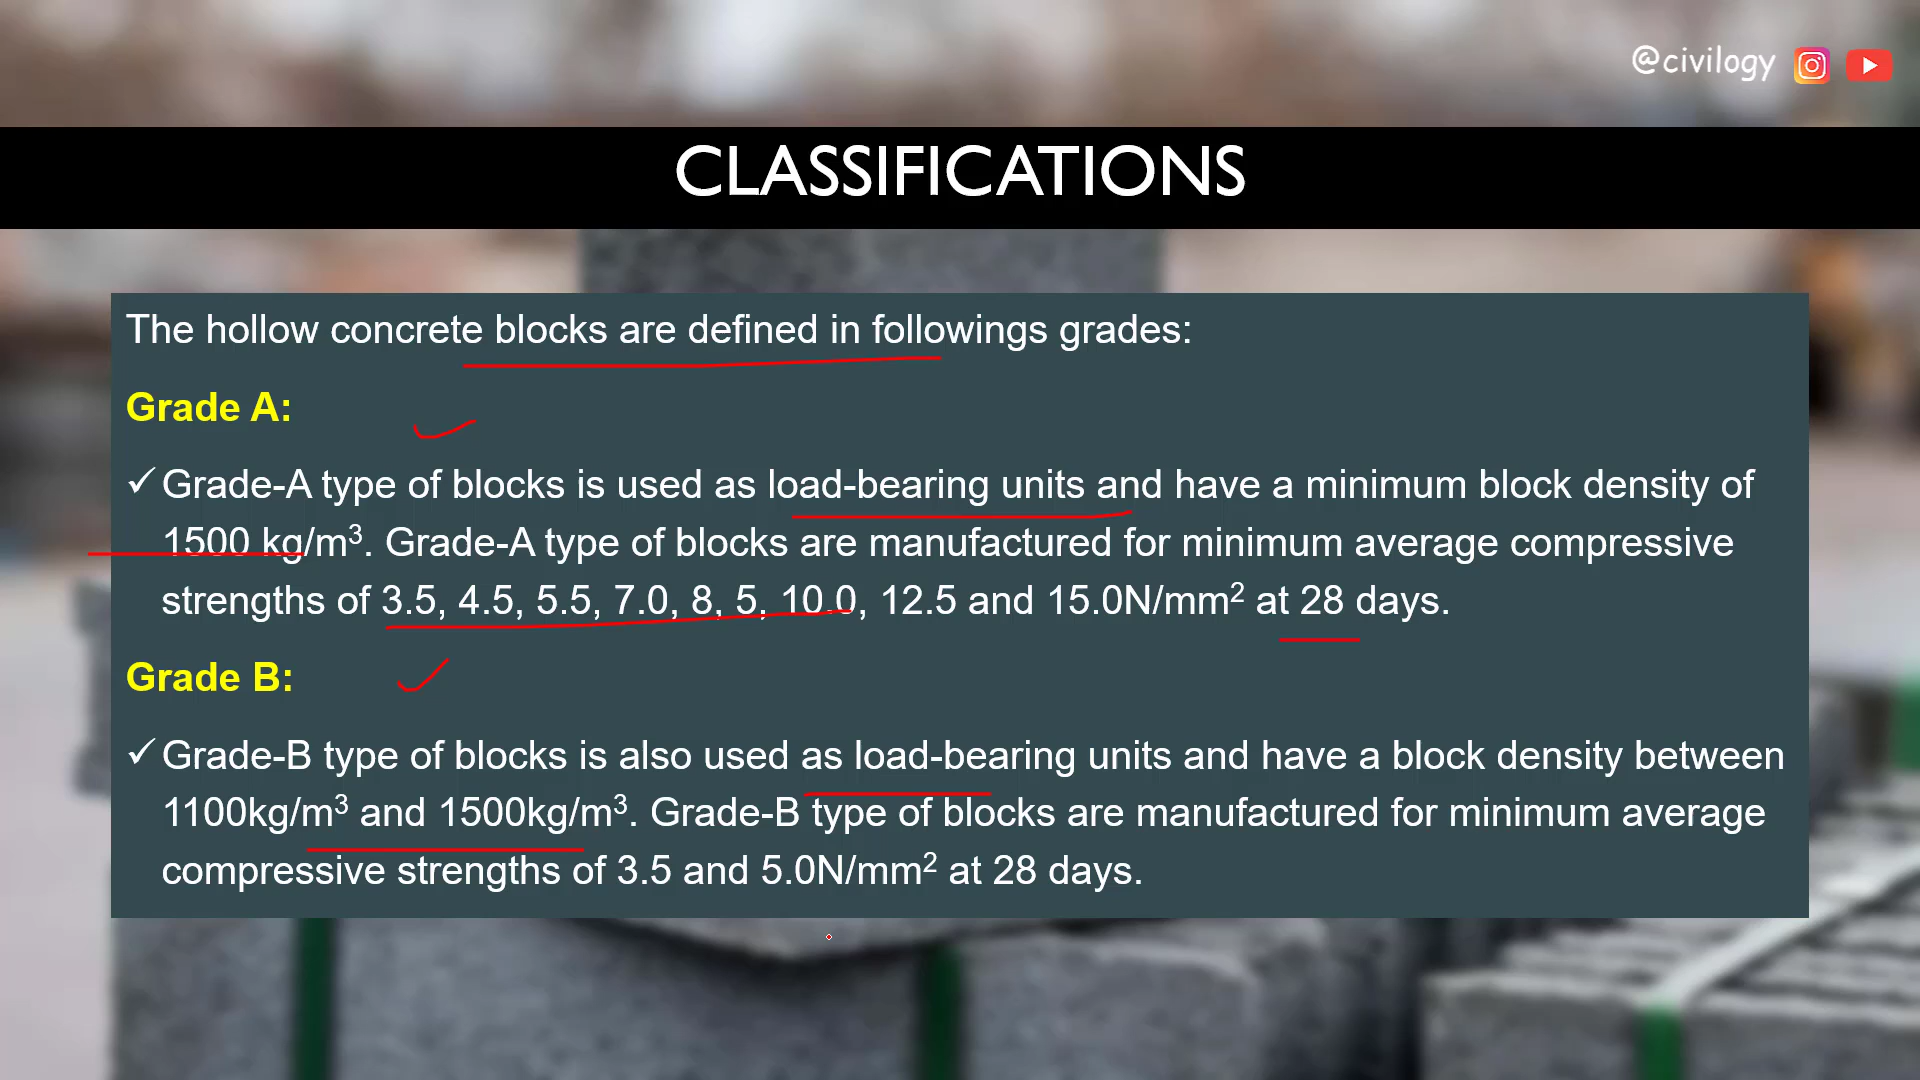 @civilogy
CLASSIFICATIONS
The hollow concrete blocks are defined in followings grades:
Grade A:
✓ Grade-A type of blocks is used as load-bearing units and have a minimum block density of
1500 kg/m³. Grade-A type of blocks are manufactured for minimum average compressive
strengths of 3.5, 4.5, 5.5, 7.0, 8, 5, 10.0, 12.5 and 15.0N/mm² at 28 days.
Grade B:
✓ Grade-B type of blocks is also used as load-bearing units and have a block density between
1100kg/m³ and 1500kg/m³. Grade-B type of blocks are manufactured for minimum average
compressive strengths of 3.5 and 5.0N/mm² at 28 days.